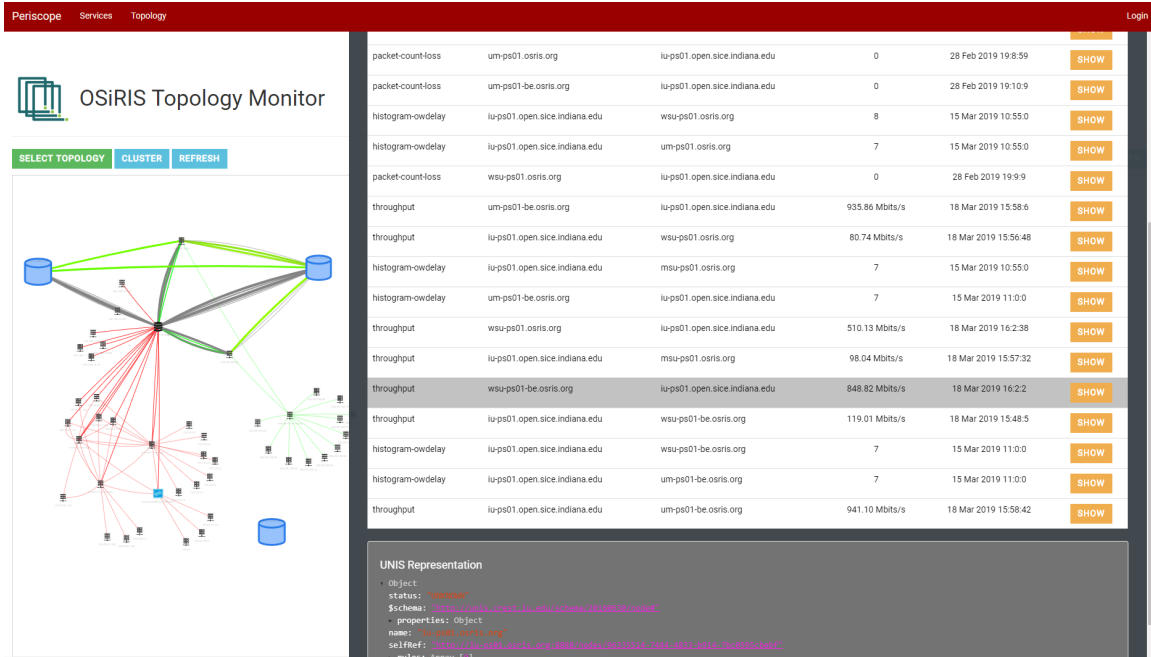 Periscope Services Topology Login
OSiRIS Topology Monitor
SELECT TOPOLOGY CLUSTER REFRESH
packet-count-loss um-ps01.osris.org iu-ps01.open.sice.indiana.edu 0 28 Feb 2019 19:8:59 SHOW
packet-count-loss um-ps01-be.osris.org iu-ps01.open.sice.indiana.edu 0 28 Feb 2019 19:10:9 SHOW
histogram-owdelay iu-ps01.open.sice.indiana.edu wsu-ps01.osris.org 8 15 Mar 2019 10:55:0 SHOW
histogram-owdelay iu-ps01.open.sice.indiana.edu um-ps01.osris.org 7 15 Mar 2019 10:55:0 SHOW
packet-count-loss wsu-ps01.osris.org iu-ps01.open.sice.indiana.edu 0 28 Feb 2019 19:9:9 SHOW
throughput um-ps01-be.osris.org iu-ps01.open.sice.indiana.edu 935.86 Mbits/s 18 Mar 2019 15:58:6 SHOW
throughput iu-ps01.open.sice.indiana.edu wsu-ps01.osris.org 80.74 Mbits/s 18 Mar 2019 15:56:48 SHOW
histogram-owdelay iu-ps01.open.sice.indiana.edu msu-ps01.osris.org 7 15 Mar 2019 10:55:0 SHOW
histogram-owdelay um-ps01-be.osris.org iu-ps01.open.sice.indiana.edu 7 15 Mar 2019 11:0:0 SHOW
throughput wsu-ps01.osris.org iu-ps01.open.sice.indiana.edu 510.13 Mbits/s 18 Mar 2019 16:2:38 SHOW
throughput iu-ps01.open.sice.indiana.edu msu-ps01.osris.org 98.04 Mbits/s 18 Mar 2019 15:57:32 SHOW
throughput wsu-ps01-be.osris.org iu-ps01.open.sice.indiana.edu 848.82 Mbits/s 18 Mar 2019 16:2:2 SHOW
throughput iu-ps01.open.sice.indiana.edu wsu-ps01-be.osris.org 119.01 Mbits/s 18 Mar 2019 15:48:5 SHOW
histogram-owdelay iu-ps01.open.sice.indiana.edu wsu-ps01-be.osris.org 7 15 Mar 2019 11:0:0 SHOW
histogram-owdelay iu-ps01.open.sice.indiana.edu um-ps01-be.osris.org 7 15 Mar 2019 11:0:0 SHOW
throughput iu-ps01.open.sice.indiana.edu um-ps01-be.osris.org 941.10 Mbits/s 18 Mar 2019 15:58:42 SHOW
UNIS Representation
Object
status:
$schema:
properties: Object
name:
selfRef: